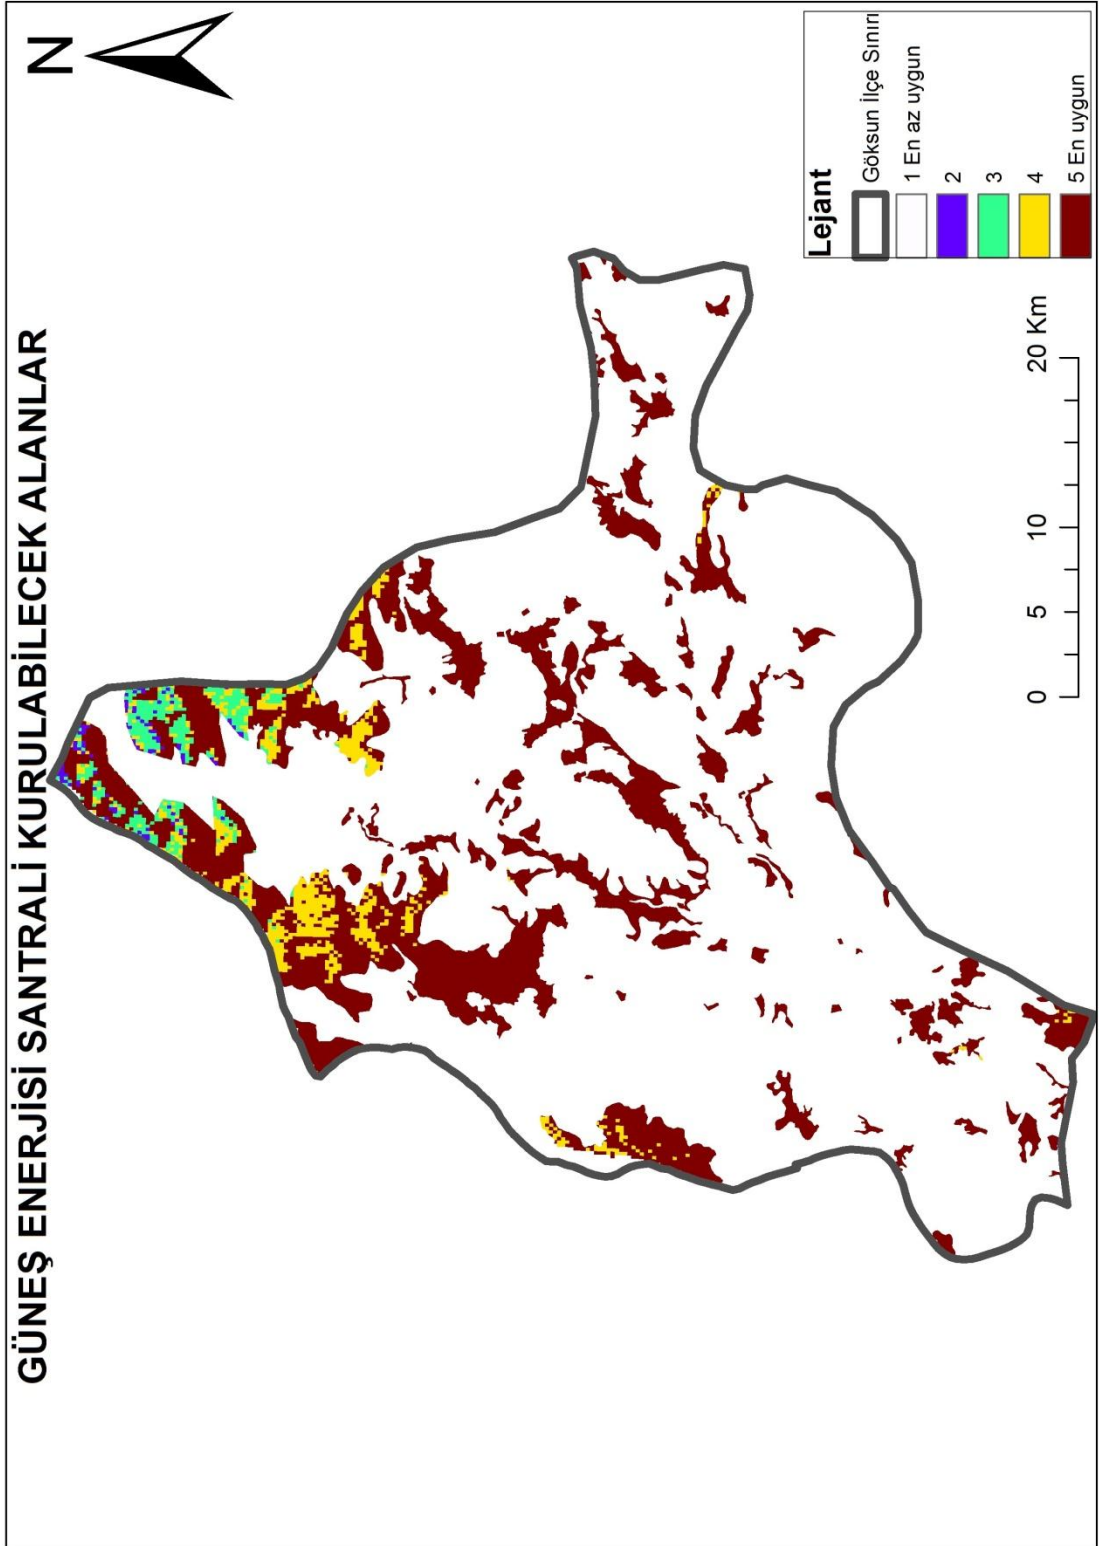 GÜNEŞ ENERJİSİ SANTRALİ KURULABİLECEK ALANLAR
N
Lejant
Göksun İlçe Sınırı
1 En az uygun
2
3
4
5 En uygun
0 5 10 20 Km